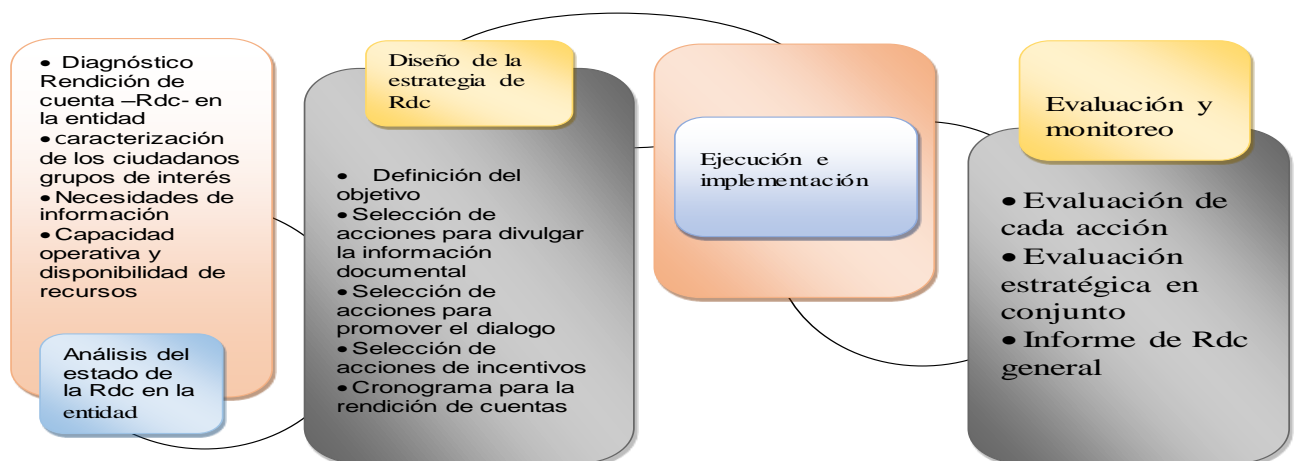 • Diagnóstico
Rendición de
cuenta –Rdc- en
la entidad
• caracterización
de los ciudadanos
grupos de interés
• Necesidades de
información
• Capacidad
operativa y
disponibilidad de
recursos
Análisis del
estado de
la Rdc en la
entidad
Diseño de la
estrategia de
Rdc
• Definición del
objetivo
• Selección de
acciones para divulgar
la información
documental
• Selección de
acciones para
promover el dialogo
• Selección de
acciones de incentivos
• Cronograma para la
rendición de cuentas
Ejecución e
implementación
Evaluación y
monitoreo
• Evaluación de
cada acción
• Evaluación
estratégica en
conjunto
• Informe de Rdc
general